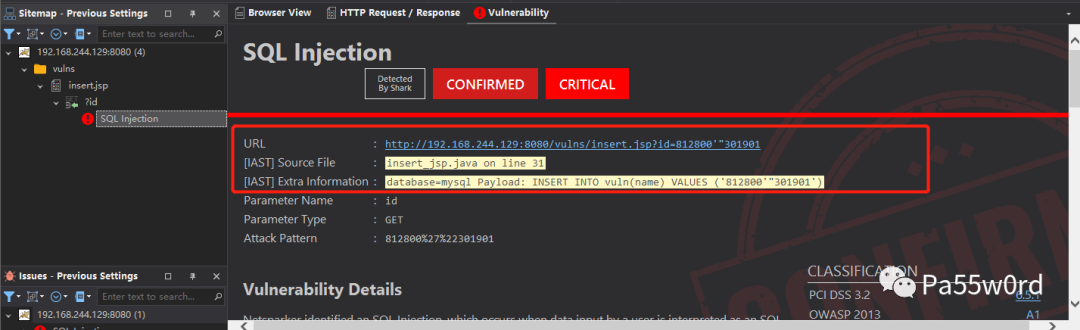 Sitemap - Previous Settings
Enter text to search...
192.168.244.129:8080 (4)
vulns
insert.jsp
?id
SQL Injection
Issues - Previous Settings
Enter text to search...
192.168.244.129:8080 (1)
Browser View HTTP Request / Response Vulnerability
SQL Injection
Detected
By Shark
CONFIRMED CRITICAL
URL : http://192.168.244.129:8080/vulns/insert.jsp?id=812800'"301901
[IAST] Source File : insert_jsp.java on line 31
[IAST] Extra Information : database=mysql Payload: INSERT INTO vuln(name) VALUES ('812800'"301901')
Parameter Name : id
Parameter Type : GET
Attack Pattern : 812800%27%22301901
Vulnerability Details
Netsparker identified an SQL Injection, which occurs when data input by a user is interpreted as an SQL
CLASSIFICATION
PCI DSS 3.2 6.5.1
OWASP 2013 A1
Pa55w0rd
CONFIRM